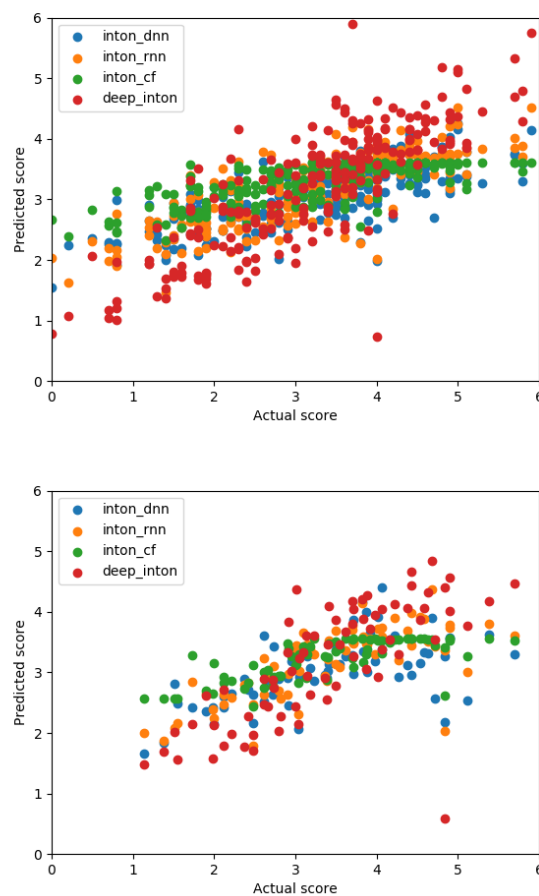 6
5
4
3
2
1
0
Predicted score
inton_dnn
inton_rnn
inton_cf
deep_inton
0 1 2 3 4 5 6
Actual score
6
5
4
3
2
1
0
Predicted score
inton_dnn
inton_rnn
inton_cf
deep_inton
0 1 2 3 4 5 6
Actual score